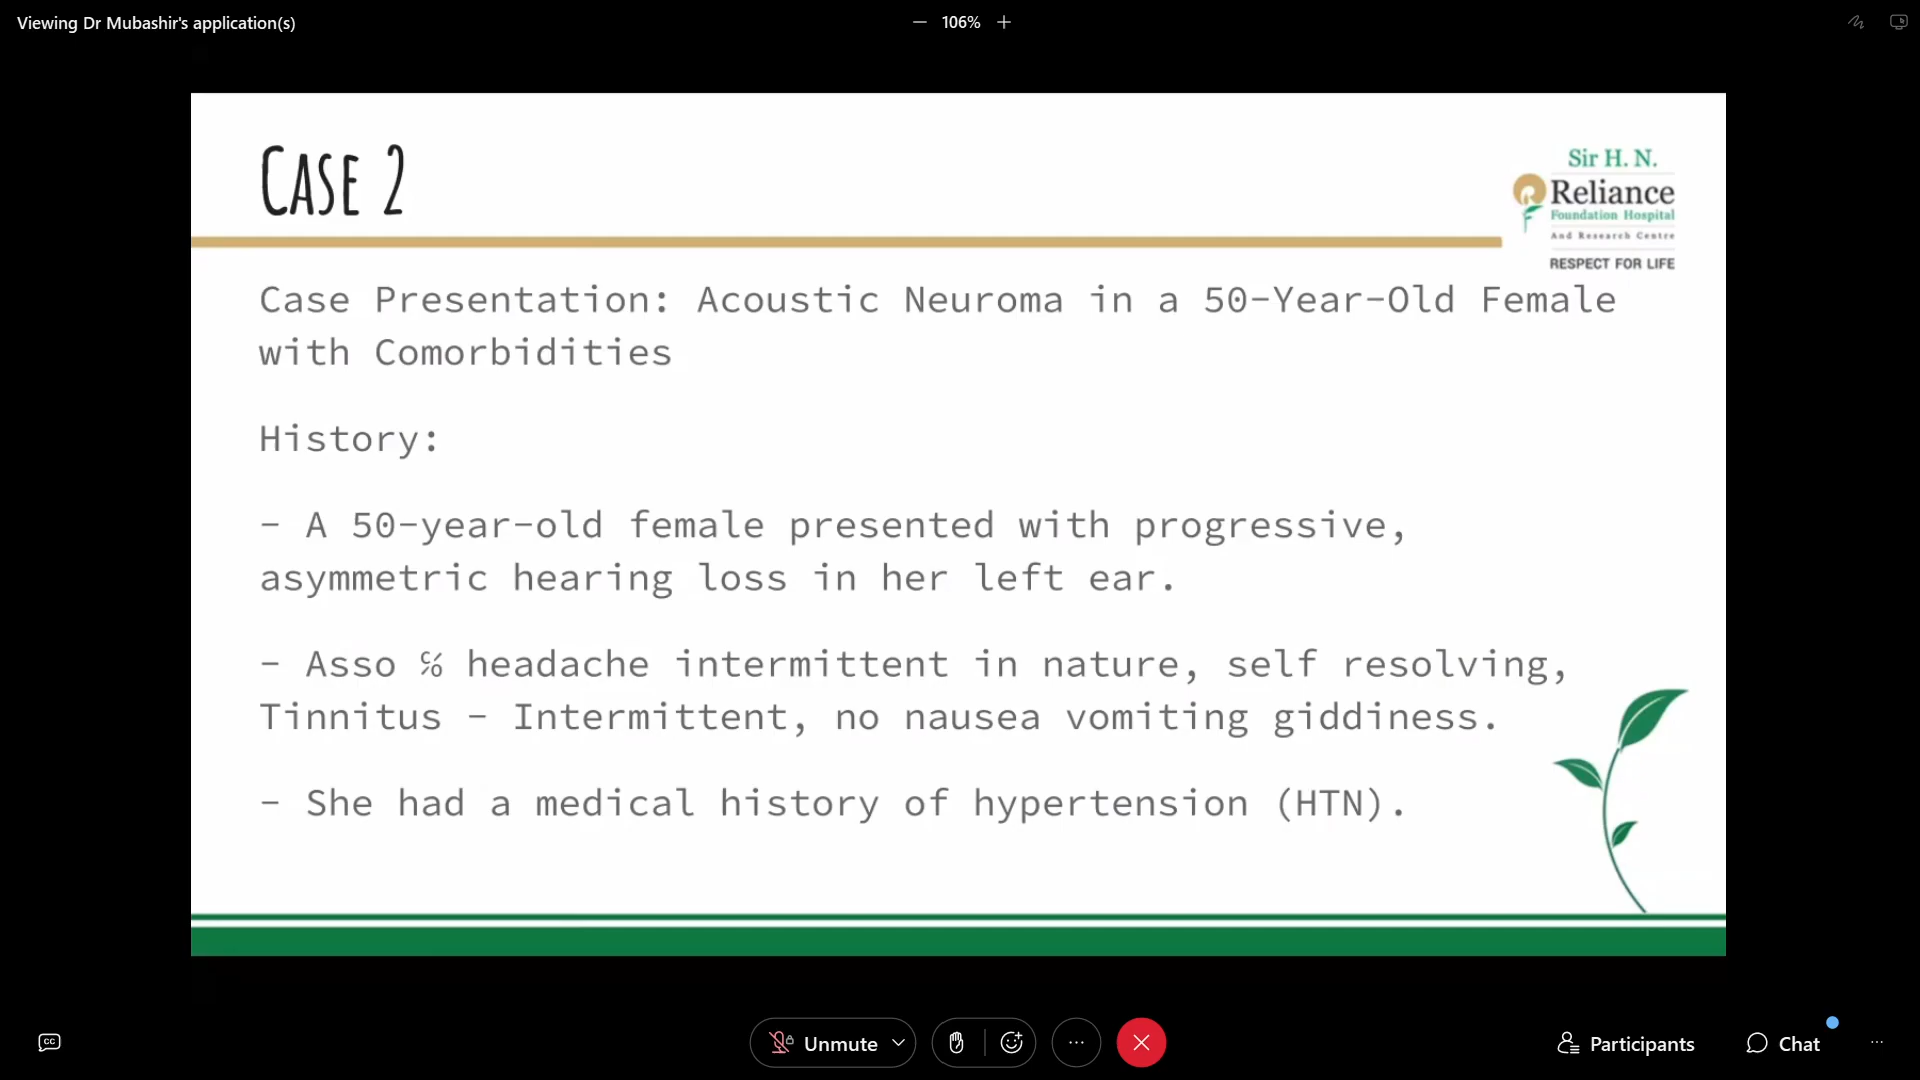 Viewing Dr Mubashir's application(s)
106%
CASE 2
Sir H. N.
Reliance
Foundation Hospital
And Research Centre
RESPECT FOR LIFE
Case Presentation: Acoustic Neuroma in a 50-Year-Old Female
with Comorbidities
History:
- A 50-year-old female presented with progressive,
asymmetric hearing loss in her left ear.
- Asso ℅ headache intermittent in nature, self resolving,
Tinnitus - Intermittent, no nausea vomiting giddiness.
- She had a medical history of hypertension (HTN).
CC
Unmute
Participants
Chat